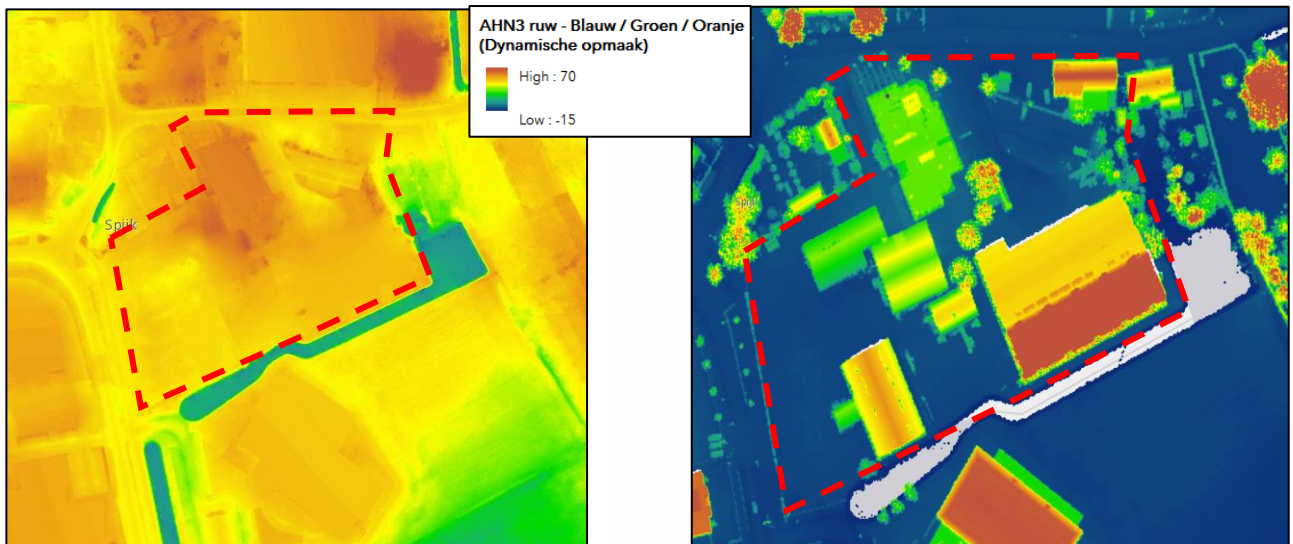 AHN3 ruw - Blauw / Groen / Oranje
(Dynamische opmaak)
High : 70
Low : -15
Spijk
Spijk